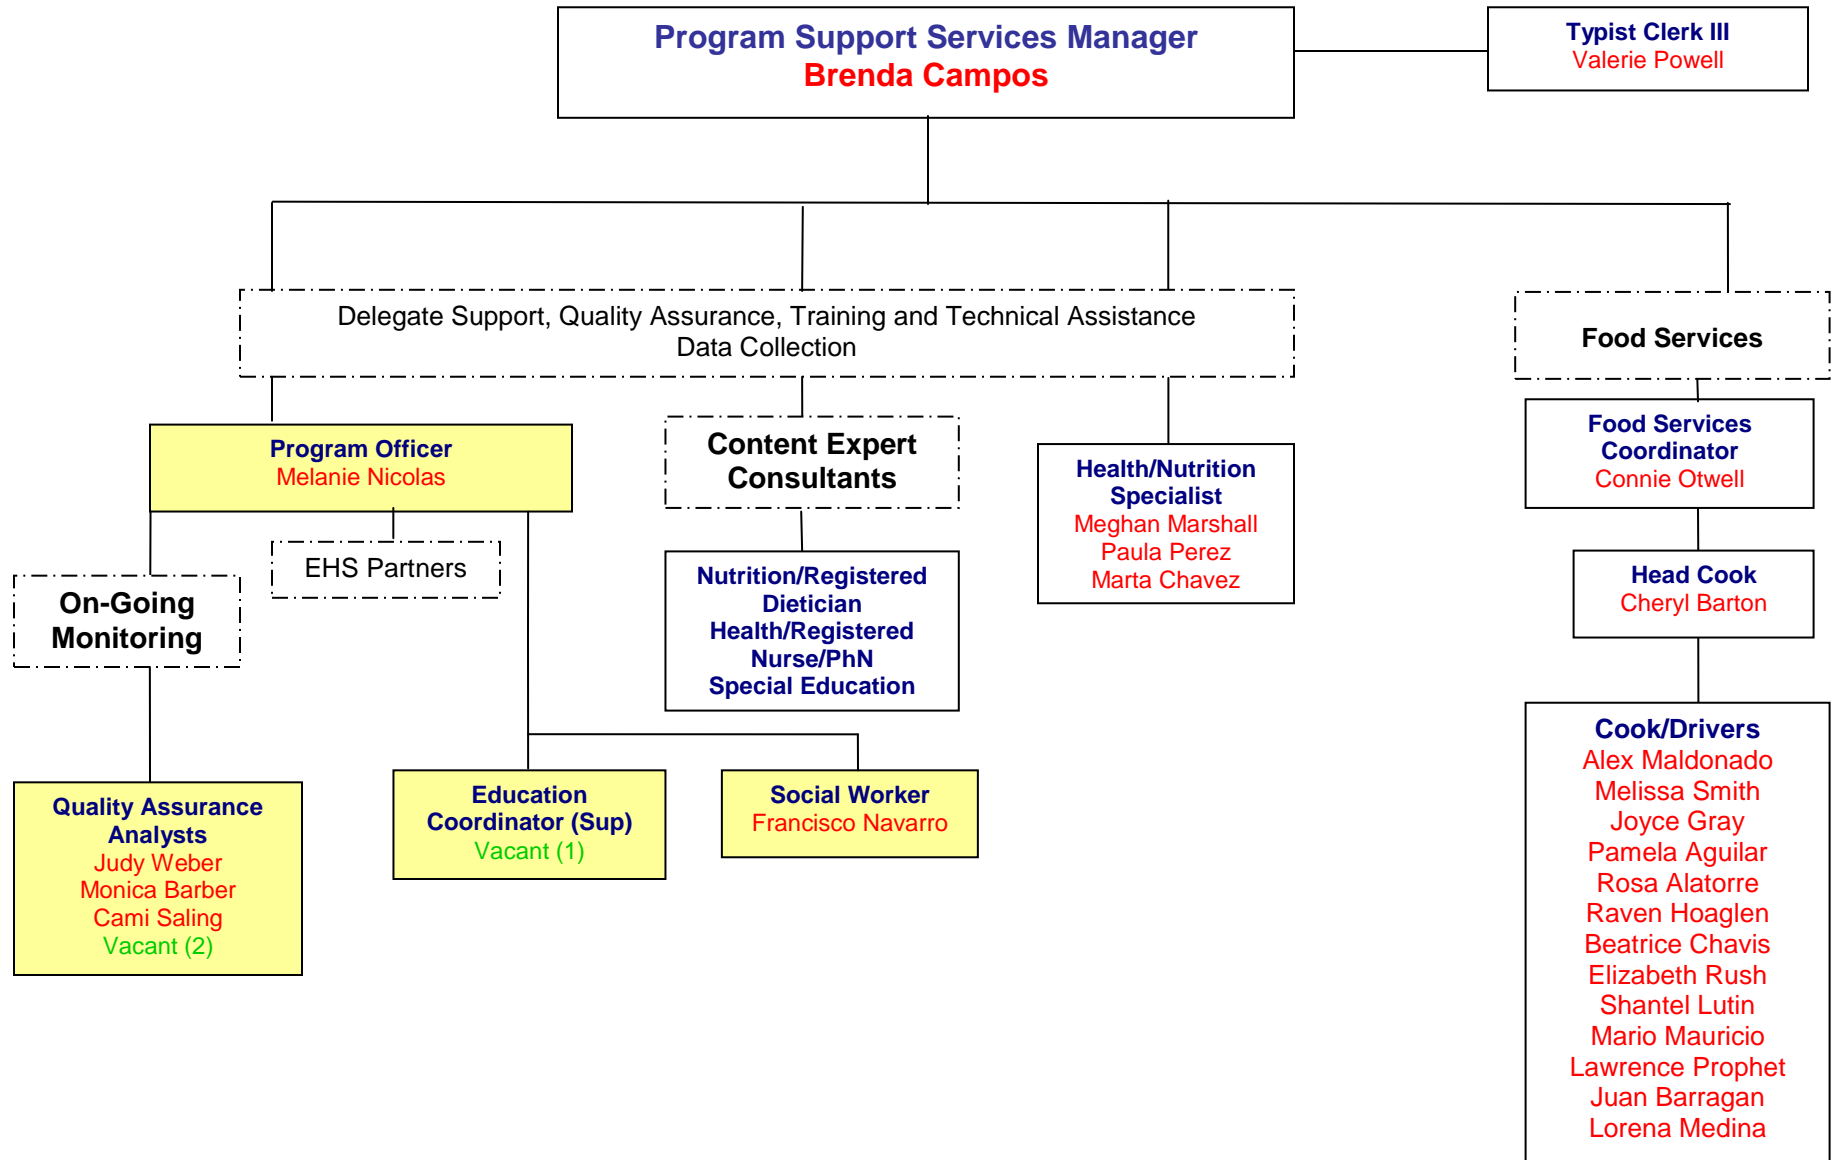 Program Support Services Manager
Brenda Campos
Typist Clerk III
Valerie Powell
Delegate Support, Quality Assurance, Training and Technical Assistance
Data Collection
Food Services
Program Officer
Melanie Nicolas
Content Expert
Consultants
Health/Nutrition
Specialist
Meghan Marshall
Paula Perez
Marta Chavez
Food Services
Coordinator
Connie Otwell
On-Going
Monitoring
EHS Partners
Nutrition/Registered
Dietician
Health/Registered
Nurse/PhN
Special Education
Head Cook
Cheryl Barton
Quality Assurance
Analysts
Judy Weber
Monica Barber
Cami Saling
Vacant (2)
Education
Coordinator (Sup)
Vacant (1)
Social Worker
Francisco Navarro
Cook/Drivers
Alex Maldonado
Melissa Smith
Joyce Gray
Pamela Aguilar
Rosa Alatorre
Raven Hoaglen
Beatrice Chavis
Elizabeth Rush
Shantel Lutin
Mario Mauricio
Lawrence Prophet
Juan Barragan
Lorena Medina